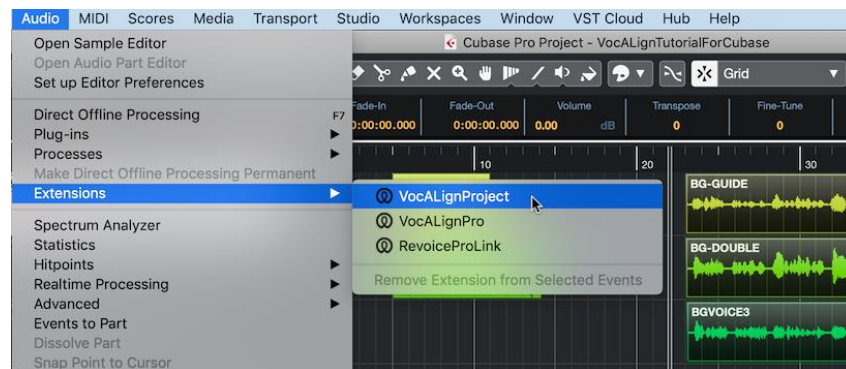 Audio MIDI Scores Media Transport Studio Workspaces Window VST Cloud Hub Help
Cubase Pro Project - VocALignTutorialForCubase
Open Sample Editor
Open Audio Part Editor
Set up Editor Preferences
Grid
Direct Offline Processing F7
Plug-ins
Processes
Make Direct Offline Processing Permanent
Extensions
Fade-In Fade-Out Volume Transpose Fine-Tune
0:00:00.000 0:00:00.000 0.00 dB 0 0
10 20 30
VocALignProject
VocALignPro
RevoiceProLink
Remove Extension from Selected Events
BG-GUIDE
BG-DOUBLE
BGVOICE3
Spectrum Analyzer
Statistics
Hitpoints
Realtime Processing
Advanced
Events to Part
Dissolve Part
Snap Point to Cursor